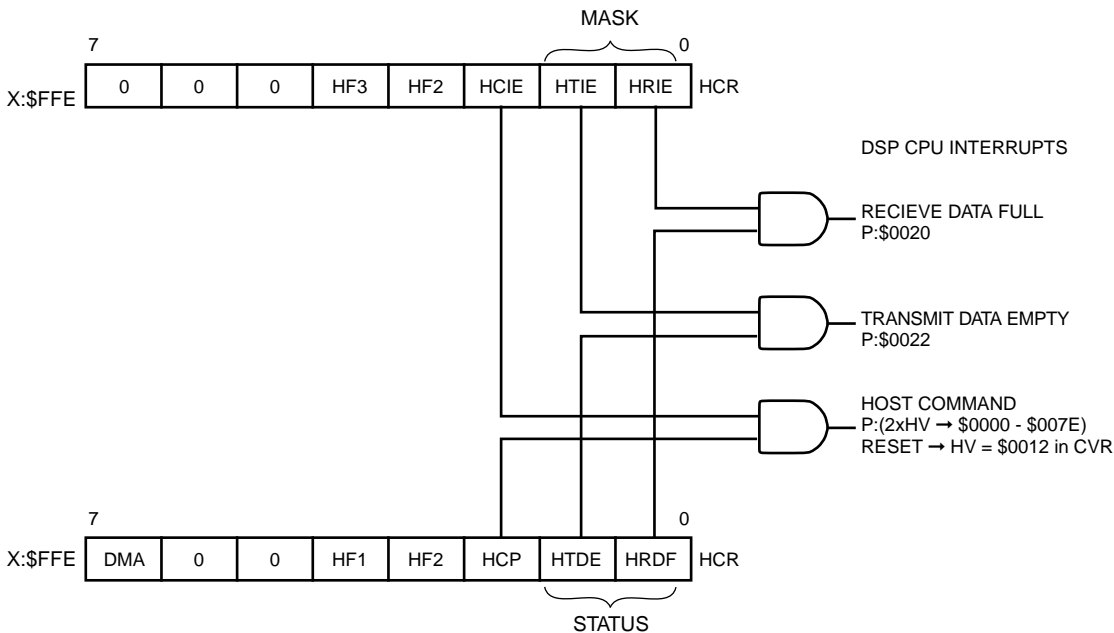 MASK
7 0
X:$FFE 0 0 0 HF3 HF2 HCIE HTIE HRIE HCR
DSP CPU INTERRUPTS
RECIEVE DATA FULL
P:$0020
TRANSMIT DATA EMPTY
P:$0022
HOST COMMAND
P:(2xHV → $0000 - $007E)
RESET → HV = $0012 in CVR
7 0
X:$FFE DMA 0 0 HF1 HF2 HCP HTDE HRDF HCR
STATUS